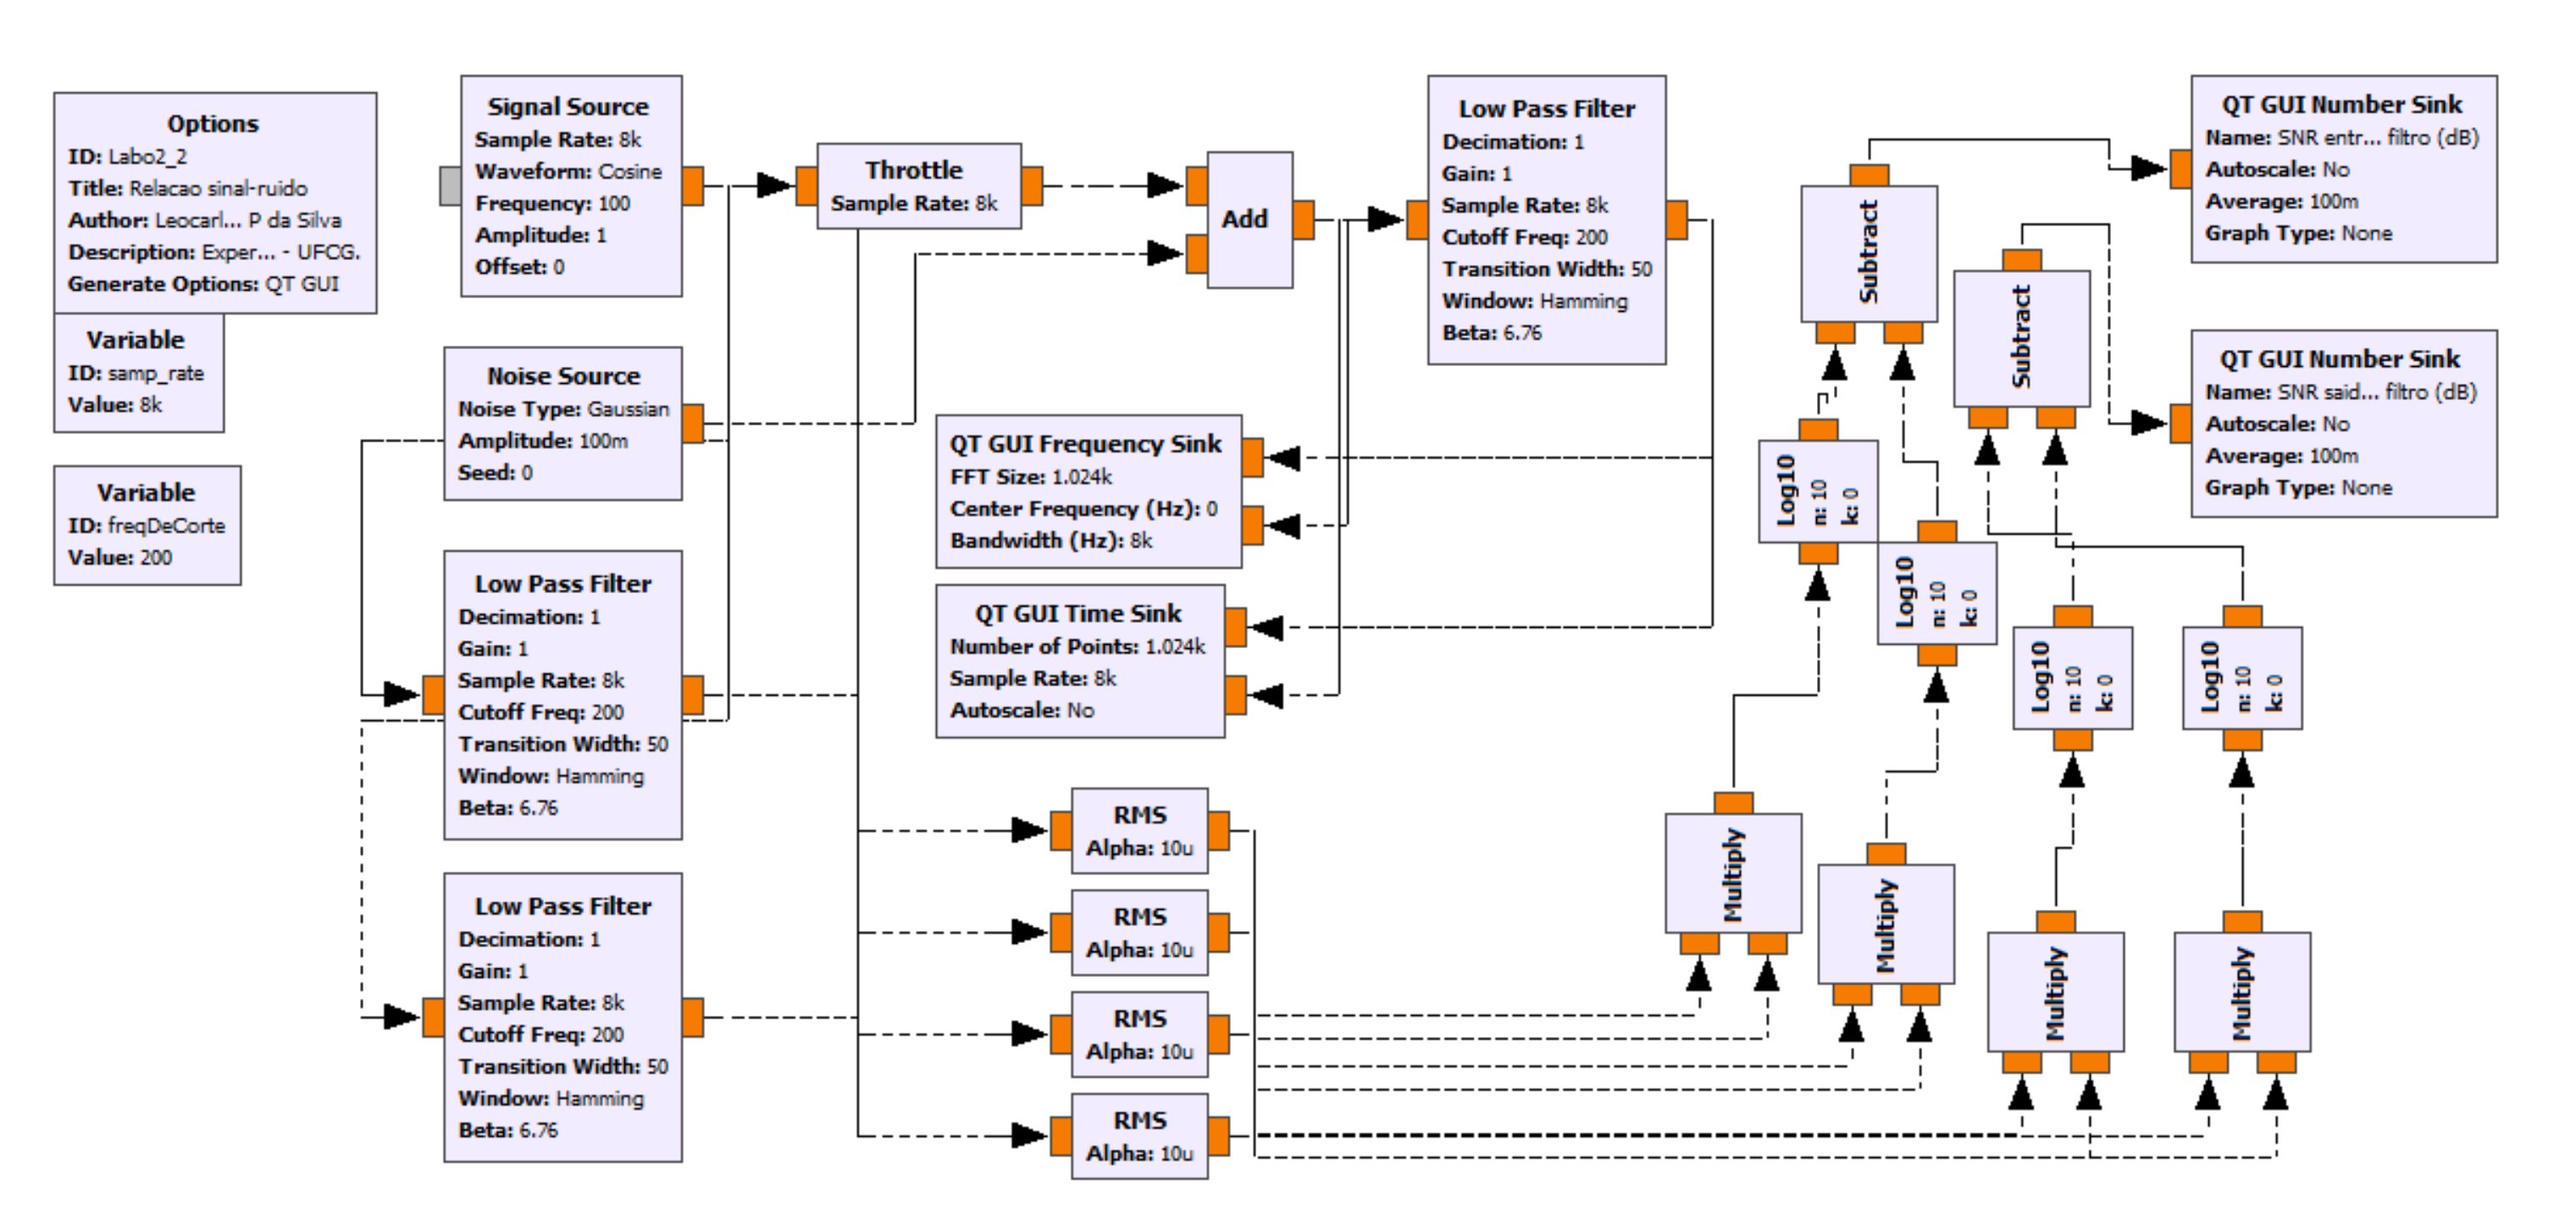 Options
ID: Labo2_2
Title: Relacao sinal-ruido
Author: Leocarl... P da Silva
Description: Exper... - UFCG.
Generate Options: QT GUI
Variable
ID: samp_rate
Value: 8k
Variable
ID: freqDeCorte
Value: 200
Signal Source
Sample Rate: 8k
Waveform: Cosine
Frequency: 100
Amplitude: 1
Offset: 0
Noise Source
Noise Type: Gaussian
Amplitude: 100m
Seed: 0
Low Pass Filter
Decimation: 1
Gain: 1
Sample Rate: 8k
Cutoff Freq: 200
Transition Width: 50
Window: Hamming
Beta: 6.76
Low Pass Filter
Decimation: 1
Gain: 1
Sample Rate: 8k
Cutoff Freq: 200
Transition Width: 50
Window: Hamming
Beta: 6.76
Throttle
Sample Rate: 8k
Add
QT GUI Frequency Sink
FFT Size: 1.024k
Center Frequency (Hz): 0
Bandwidth (Hz): 8k
QT GUI Time Sink
Number of Points: 1.024k
Sample Rate: 8k
Autoscale: No
RMS
Alpha: 10u
RMS
Alpha: 10u
RMS
Alpha: 10u
RMS
Alpha: 10u
Low Pass Filter
Decimation: 1
Gain: 1
Sample Rate: 8k
Cutoff Freq: 200
Transition Width: 50
Window: Hamming
Beta: 6.76
Subtract
Subtract
Log10
n: 10
k: 0
Log10
n: 10
k: 0
Log10
n: 10
k: 0
Log10
n: 10
k: 0
Multiply
Multiply
Multiply
Multiply
QT GUI Number Sink
Name: SNR entr... filtro (dB)
Autoscale: No
Average: 100m
Graph Type: None
QT GUI Number Sink
Name: SNR said... filtro (dB)
Autoscale: No
Average: 100m
Graph Type: None